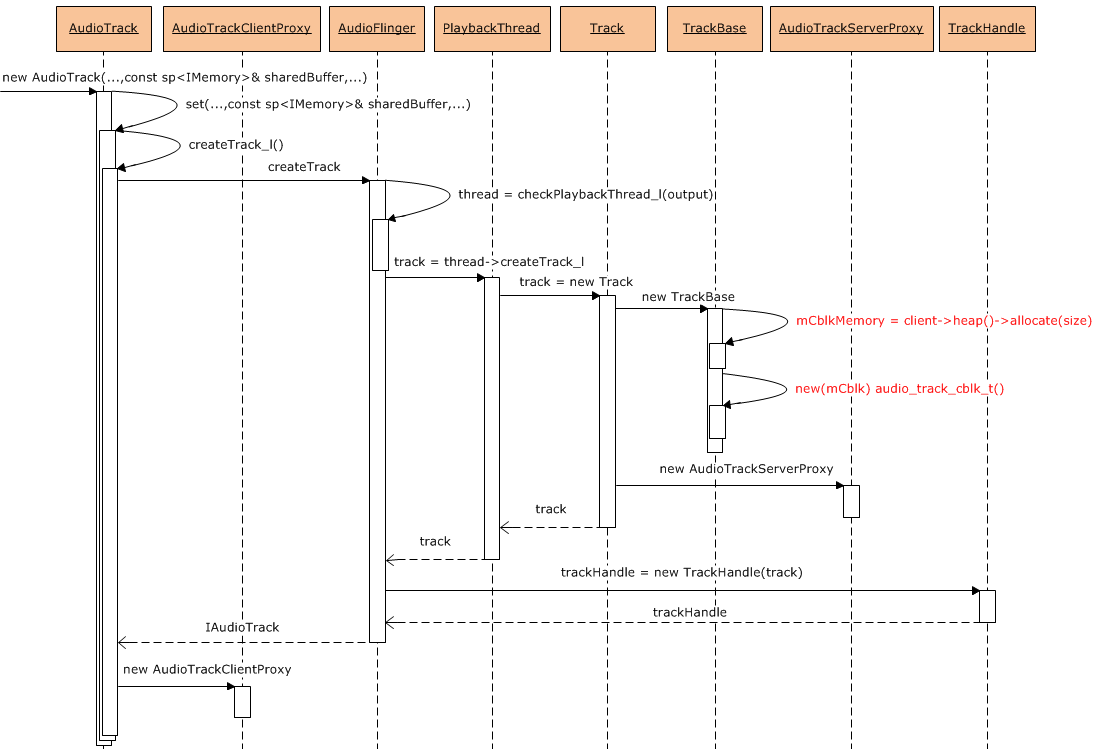 AudioTrack
AudioTrackClientProxy
AudioFlinger
PlaybackThread
Track
TrackBase
AudioTrackServerProxy
TrackHandle
new AudioTrack(...,const sp<IMemory>& sharedBuffer,...)
set(...,const sp<IMemory>& sharedBuffer,...)
createTrack_l()
createTrack
thread = checkPlaybackThread_l(output)
track = thread->createTrack_l
track = new Track
new TrackBase
mCblkMemory = client->heap()->allocate(size)
new(mCblk) audio_track_cblk_t()
new AudioTrackServerProxy
track
track
trackHandle = new TrackHandle(track)
trackHandle
IAudioTrack
new AudioTrackClientProxy